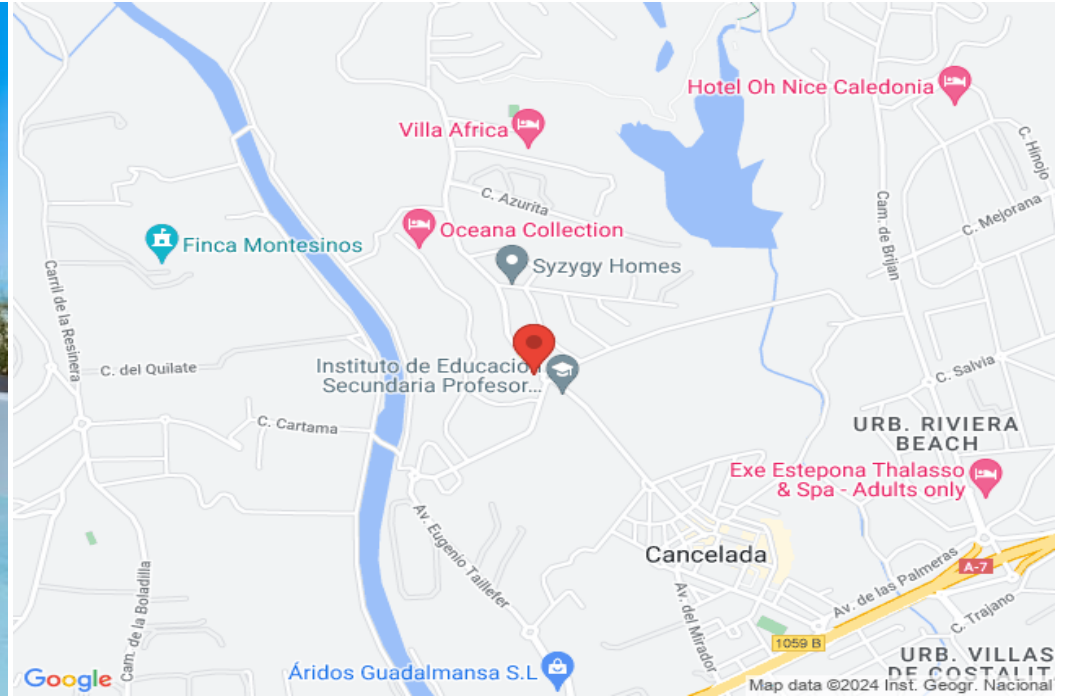 Hotel Oh Nice Caledonia
Villa Africa
C. Hinojo
C. Azurita
C. Mejorana
Cam. de Brijan
Oceana Collection
Finca Montesinos
Syzygy Homes
Carril de la Resinera
Instituto de Educación
Secundaria Profesor...
C. del Quilate
C. Salvia
C. Cartama
URB. RIVIERA
BEACH
Exe Estepona Thalasso
& Spa - Adults only
Av. Eugenio Taillefer
Cancelada
A-7
Av. de las Palmeras
Cam. de la Boladilla
Av. del Mirador
C. Trajano
1059 B
URB. VILLAS
DE COSTALIT
Áridos Guadalmansa S.L
Google
Map data ©2024 Inst. Geogr. Nacional